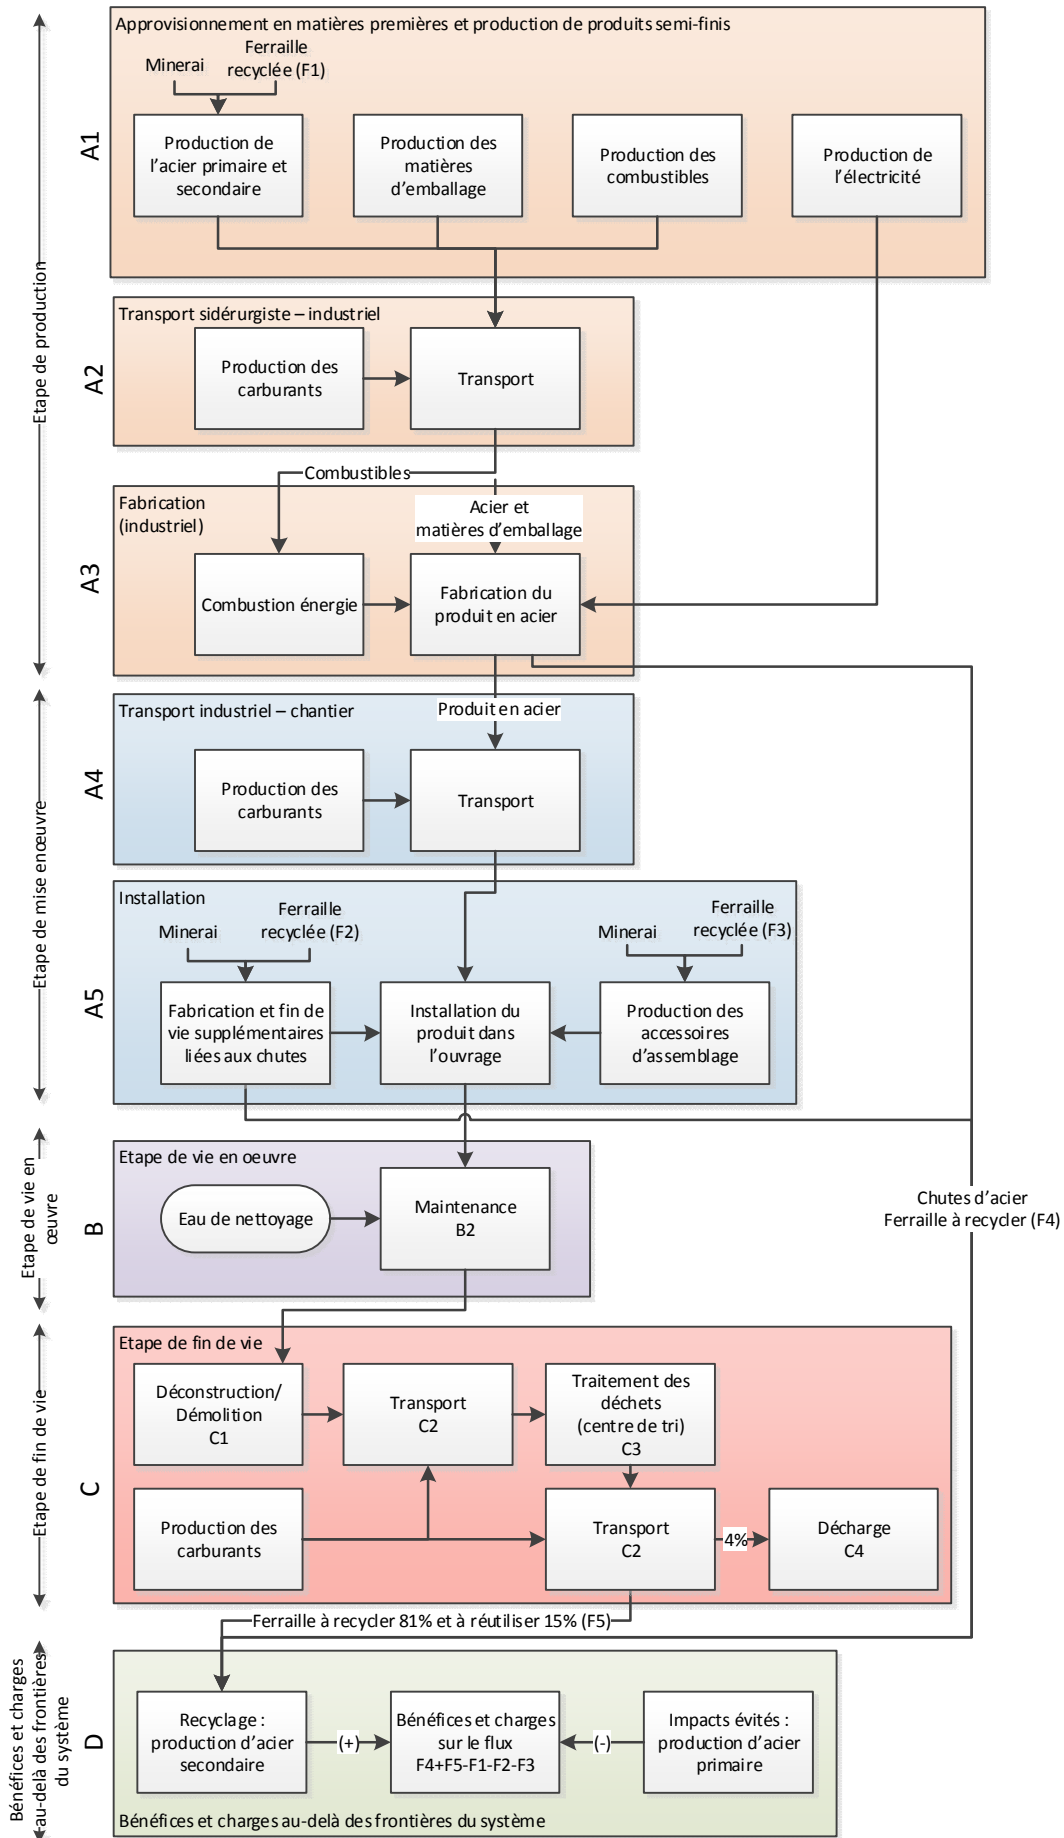 Approvisionnement en matières premières et production de produits semi-finis
Minerai
Ferraille
recyclée (F1)
A1
Production de
l'acier primaire et
secondaire
Production des
matières
d'emballage
Production des
combustibles
Production de
l'électricité
Etape de production
Transport sidérurgiste – industriel
A2
Production des
carburants
Transport
Combustibles
Fabrication
(industriel)
Acier et
matières d'emballage
A3
Combustion énergie
Fabrication du
produit en acier
Transport industriel – chantier
Produit en acier
A4
Production des
carburants
Transport
Etape de mise en œuvre
Installation
Minerai
Ferraille
recyclée (F2)
Minerai
Ferraille
recyclée (F3)
A5
Fabrication et fin de
vie supplémentaires
liées aux chutes
Installation du
produit dans
l'ouvrage
Production des
accessoires
d'assemblage
Etape de vie en
œuvre
Etape de vie en oeuvre
B
Eau de nettoyage
Maintenance
B2
Chutes d'acier
Ferraille à recycler (F4)
Etape de fin de vie
Etape de fin de vie
C
Déconstruction/
Démolition
C1
Transport
C2
Traitement des
déchets
(centre de tri)
C3
Production des
carburants
Transport
C2
4%
Décharge
C4
Ferraille à recycler 81% et à réutiliser 15% (F5)
Bénéfices et charges
au-delà des frontières
du système
D
Recyclage :
production d'acier
secondaire
(+)
Bénéfices et charges
sur le flux
F4+F5-F1-F2-F3
(-)
Impacts évités :
production d'acier
primaire
Bénéfices et charges au-delà des frontières du système